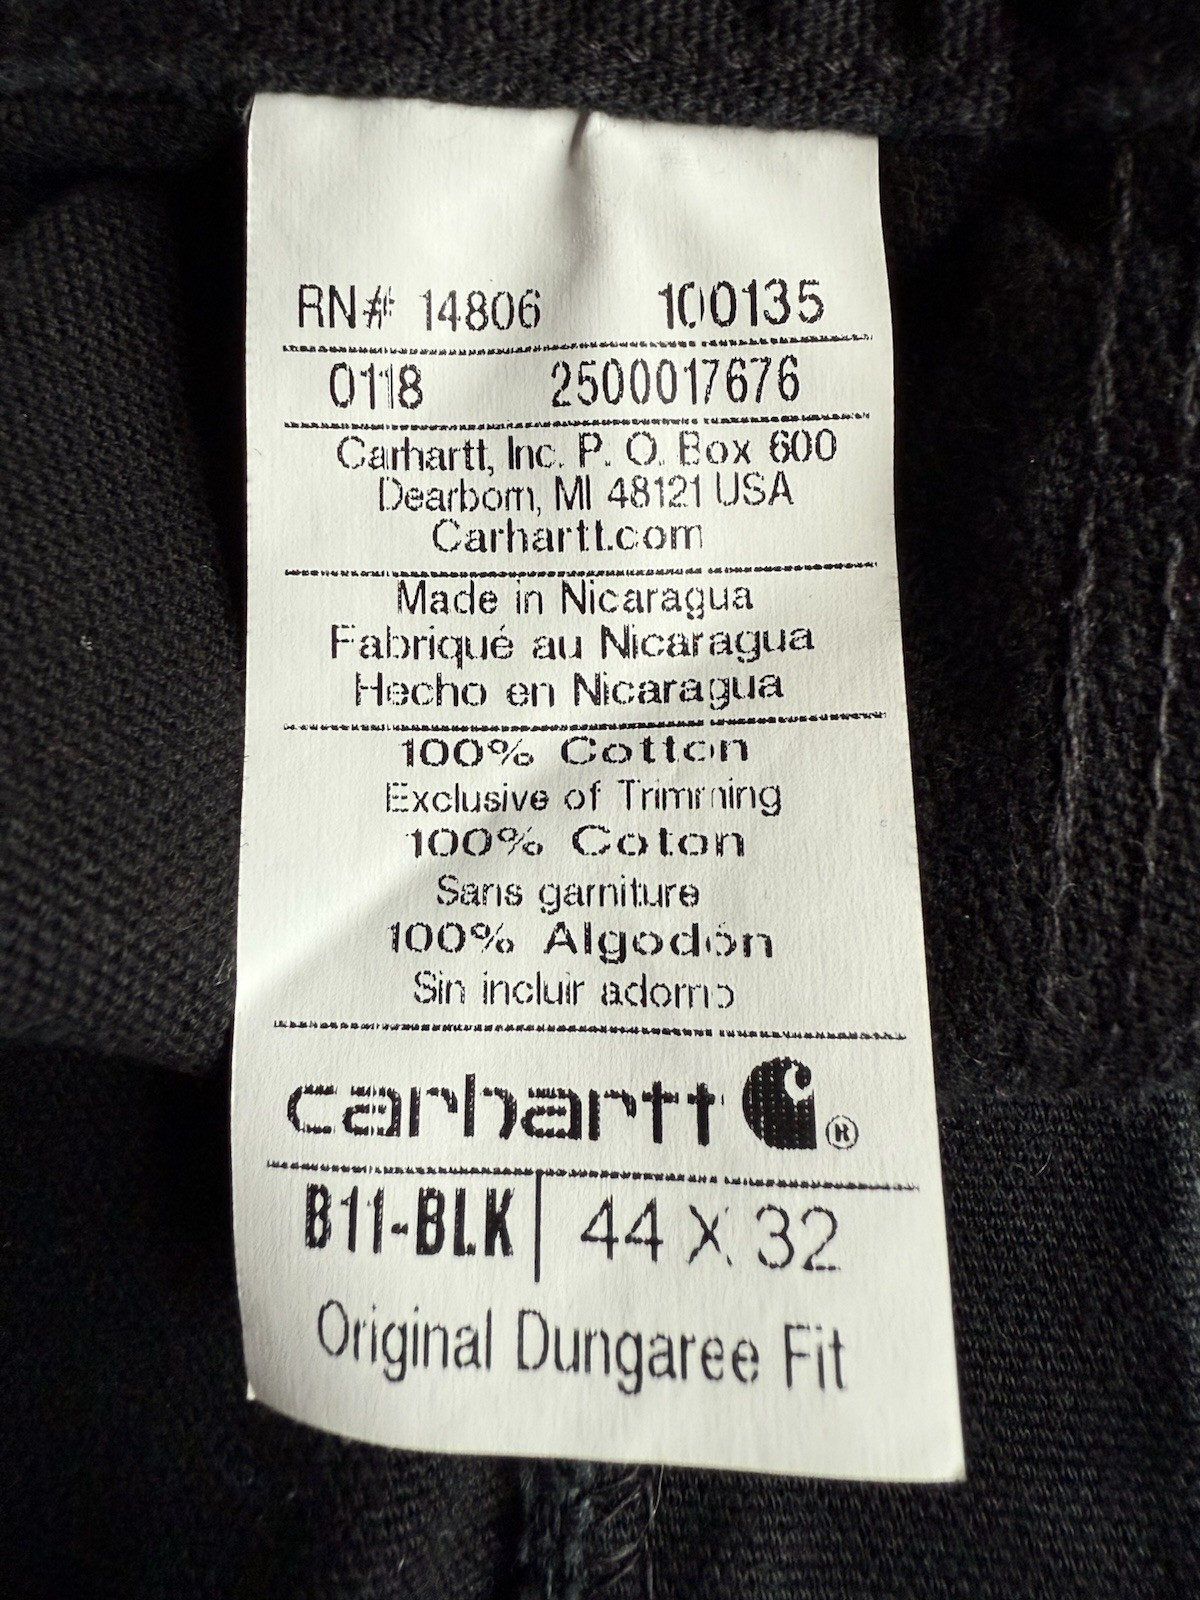 RN# 14806 100135
0118 2500017676
Carhartt, Inc. P. O. Box 600
Dearborn, MI 48121 USA
Carhartt.com
Made in Nicaragua
Fabriqué au Nicaragua
Hecho en Nicaragua
100% Cotton
Exclusive of Trimming
100% Coton
Sans garniture
100% Algodón
Sin incluir adorno
carhartt ®
B11-BLK | 44 X 32
Original Dungaree Fit